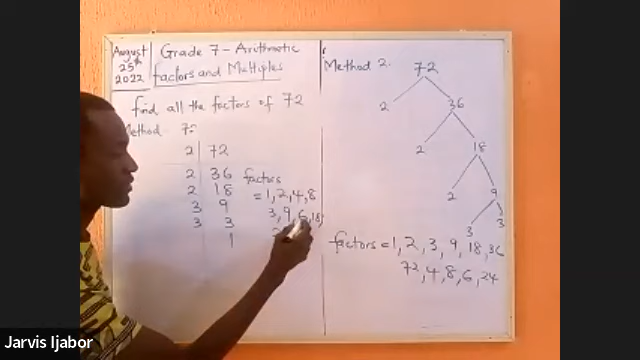 August
25th
2022
Grade 7 - Arithmetic
factors and Multiples
find all the factors of 72
Method
2 72
2 36
2 18
3 9
3 3
1
factors
= 1, 2, 4, 8
3, 9, 6, 18,
Method 2.
72
2 36
2 18
2 9
3 3
factors = 1, 2, 3, 9, 18, 36
72, 4, 8, 6, 24
Jarvis Ijabor